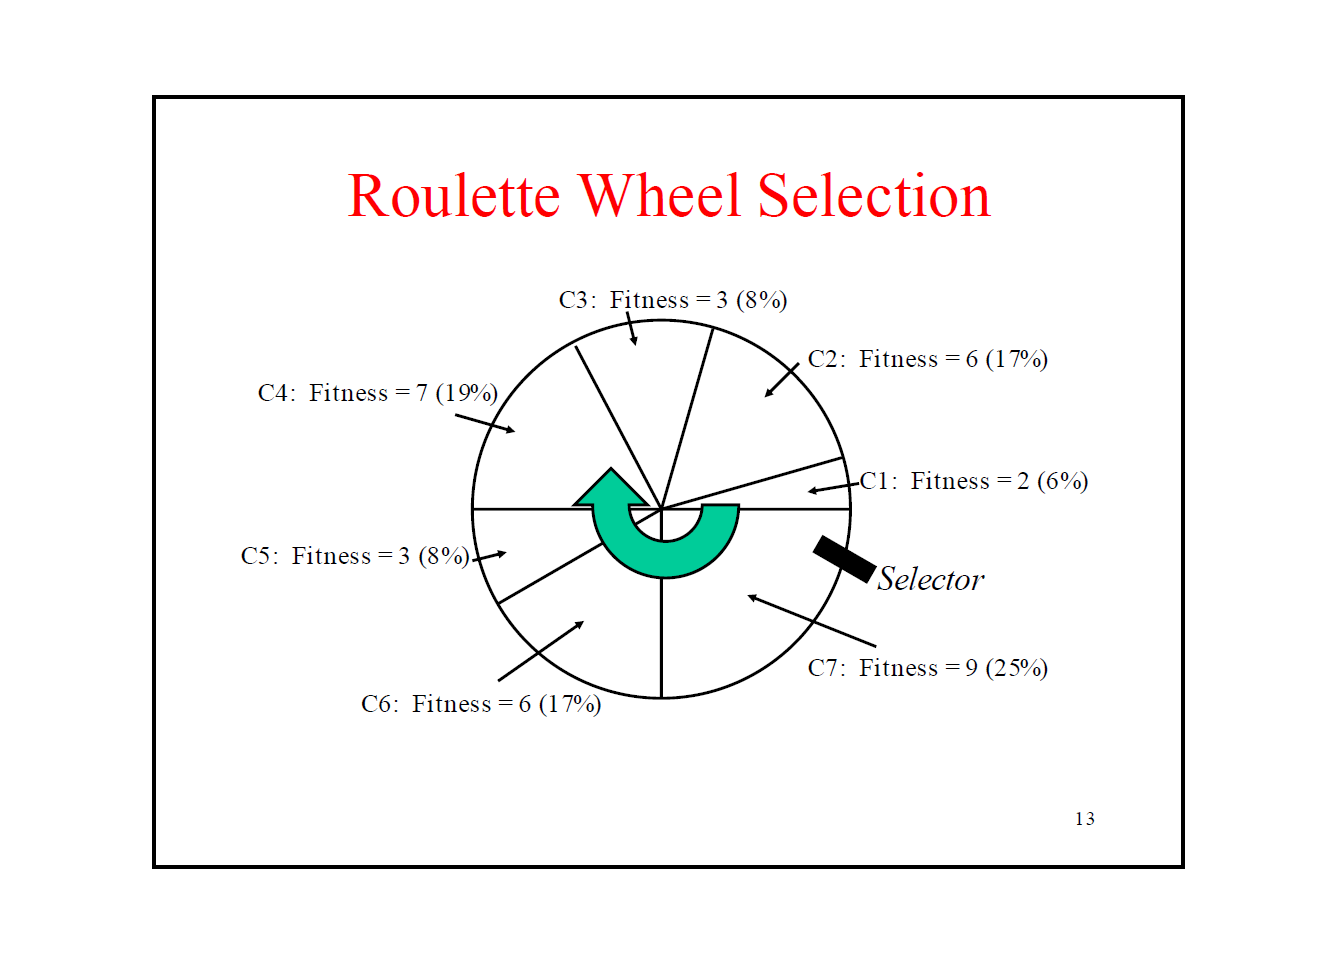 Roulette Wheel Selection
C3: Fitness = 3 (8%)
C2: Fitness = 6 (17%)
C4: Fitness = 7 (19%)
C1: Fitness = 2 (6%)
C5: Fitness = 3 (8%)
Selector
C7: Fitness = 9 (25%)
C6: Fitness = 6 (17%)
13